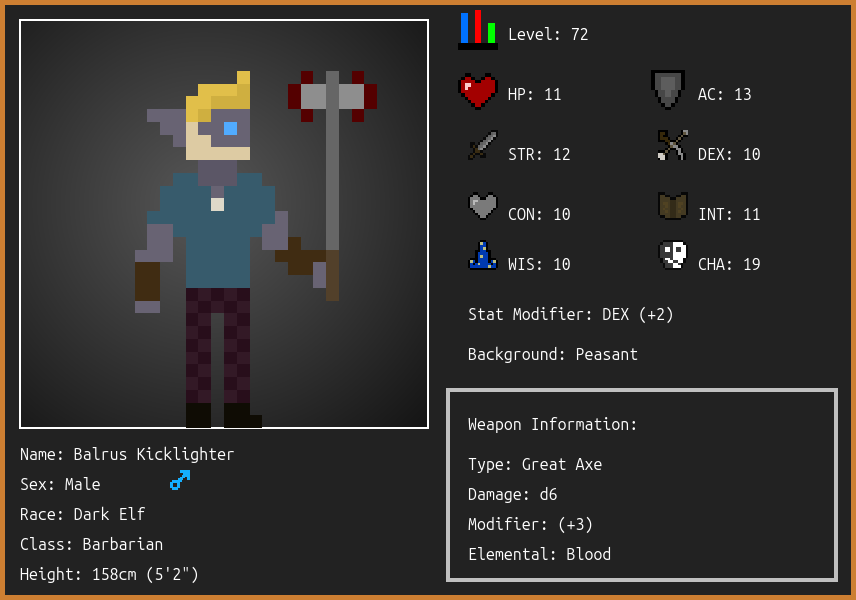 Level: 72
HP: 11
AC: 13
STR: 12
DEX: 10
CON: 10
INT: 11
WIS: 10
CHA: 19
Stat Modifier: DEX (+2)
Background: Peasant
Weapon Information:
Type: Great Axe
Damage: d6
Modifier: (+3)
Elemental: Blood
Name: Balrus Kicklighter
Sex: Male
Race: Dark Elf
Class: Barbarian
Height: 158cm (5'2")